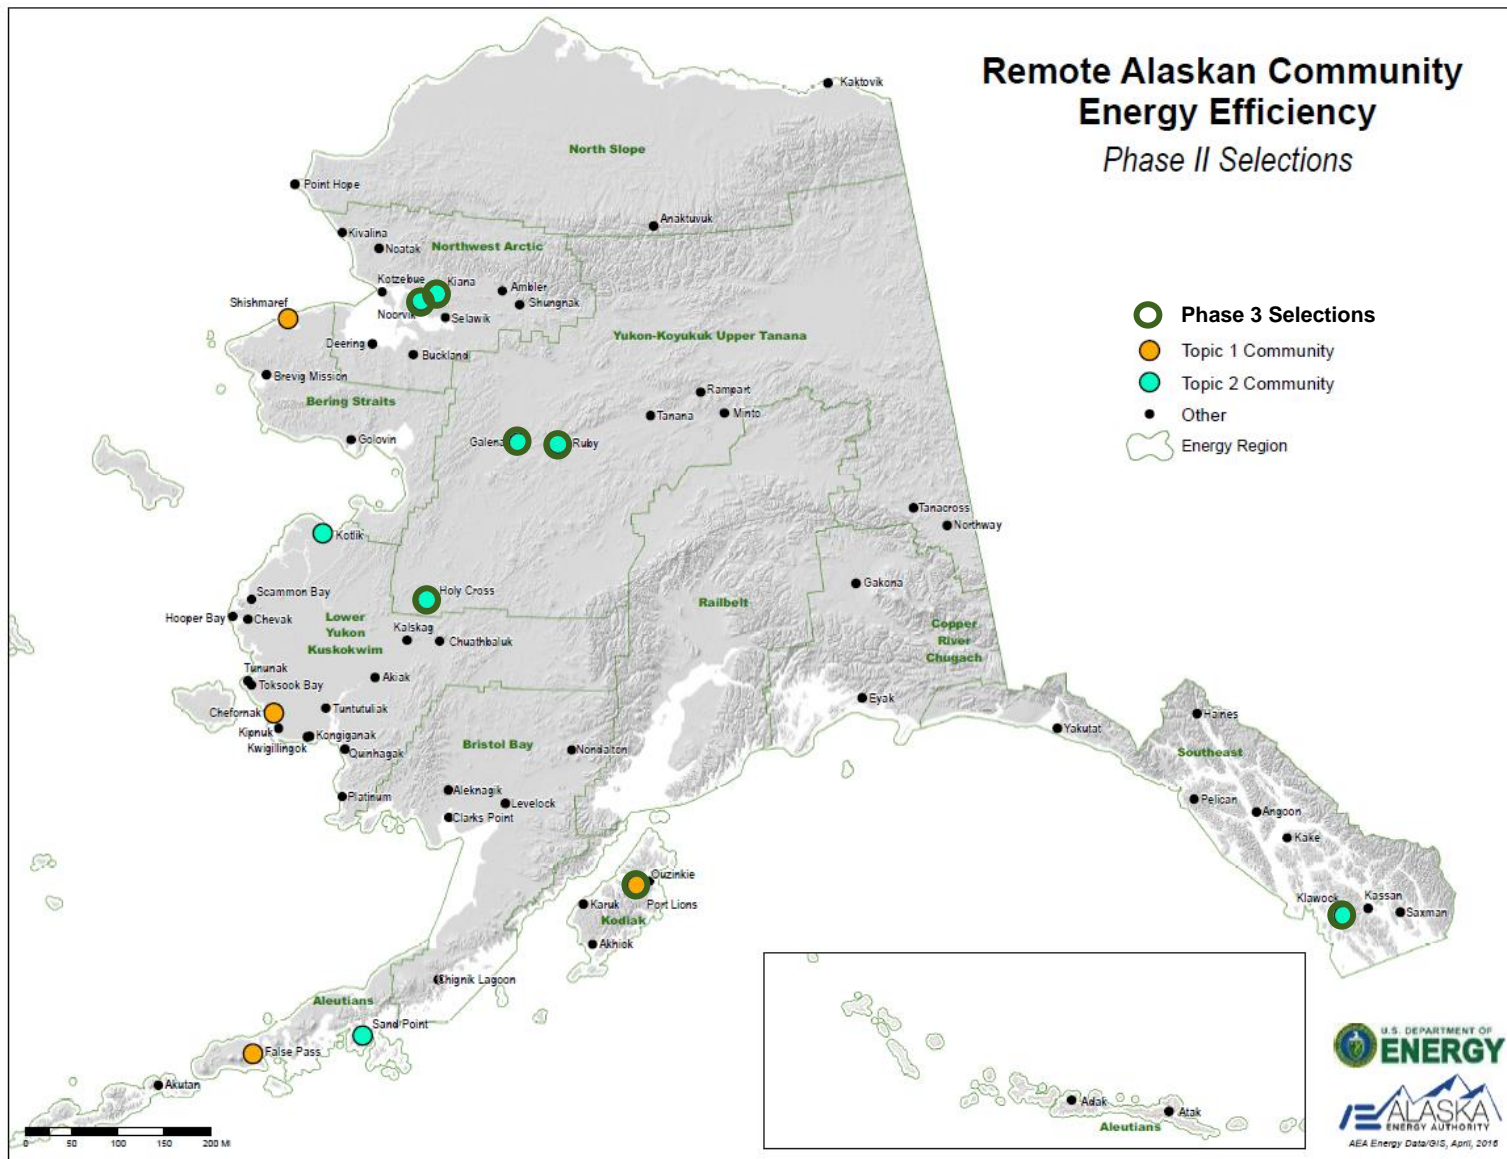 Remote Alaskan Community
Energy Efficiency
Phase II Selections
Kaktovik
North Slope
Point Hope
Anaktuvuk
Kivalina
Noatak
Northwest Arctic
Kotzebue
Kiana
Ambler
Shungnak
Noorvik
Selawik
Shishmaref
Deering
Buckland
Brevig Mission
Bering Straits
Golovin
Yukon-Koyukuk Upper Tanana
Rampart
Tanana
Minto
Galena
Ruby
Phase 3 Selections
Topic 1 Community
Topic 2 Community
Other
Energy Region
Tanacross
Northway
Kotlik
Holy Cross
Scammon Bay
Hooper Bay
Chevak
Lower
Yukon
Kuskokwim
Kalskag
Chuathbaluk
Railbelt
Gakona
Copper
River
Chugach
Tununak
Toksook Bay
Akiak
Chefornak
Tuntutuliak
Kipnuk
Kongiganak
Kwigillingok
Quinhagak
Platinum
Bristol Bay
Nondalton
Aleknagik
Levelock
Clarks Point
Eyak
Yakutat
Haines
Southeast
Pelican
Angoon
Kake
Klawock
Kassan
Saxman
Ouzinkie
Port Lions
Karuk
Kodiak
Akhiok
Chignik Lagoon
Aleutians
Sand Point
False Pass
Akutan
0 50 100 150 200 MI
Adak
Atak
Aleutians
U.S. DEPARTMENT OF
ENERGY
ALASKA
ENERGY AUTHORITY
AEA Energy Data/GIS, April, 2016